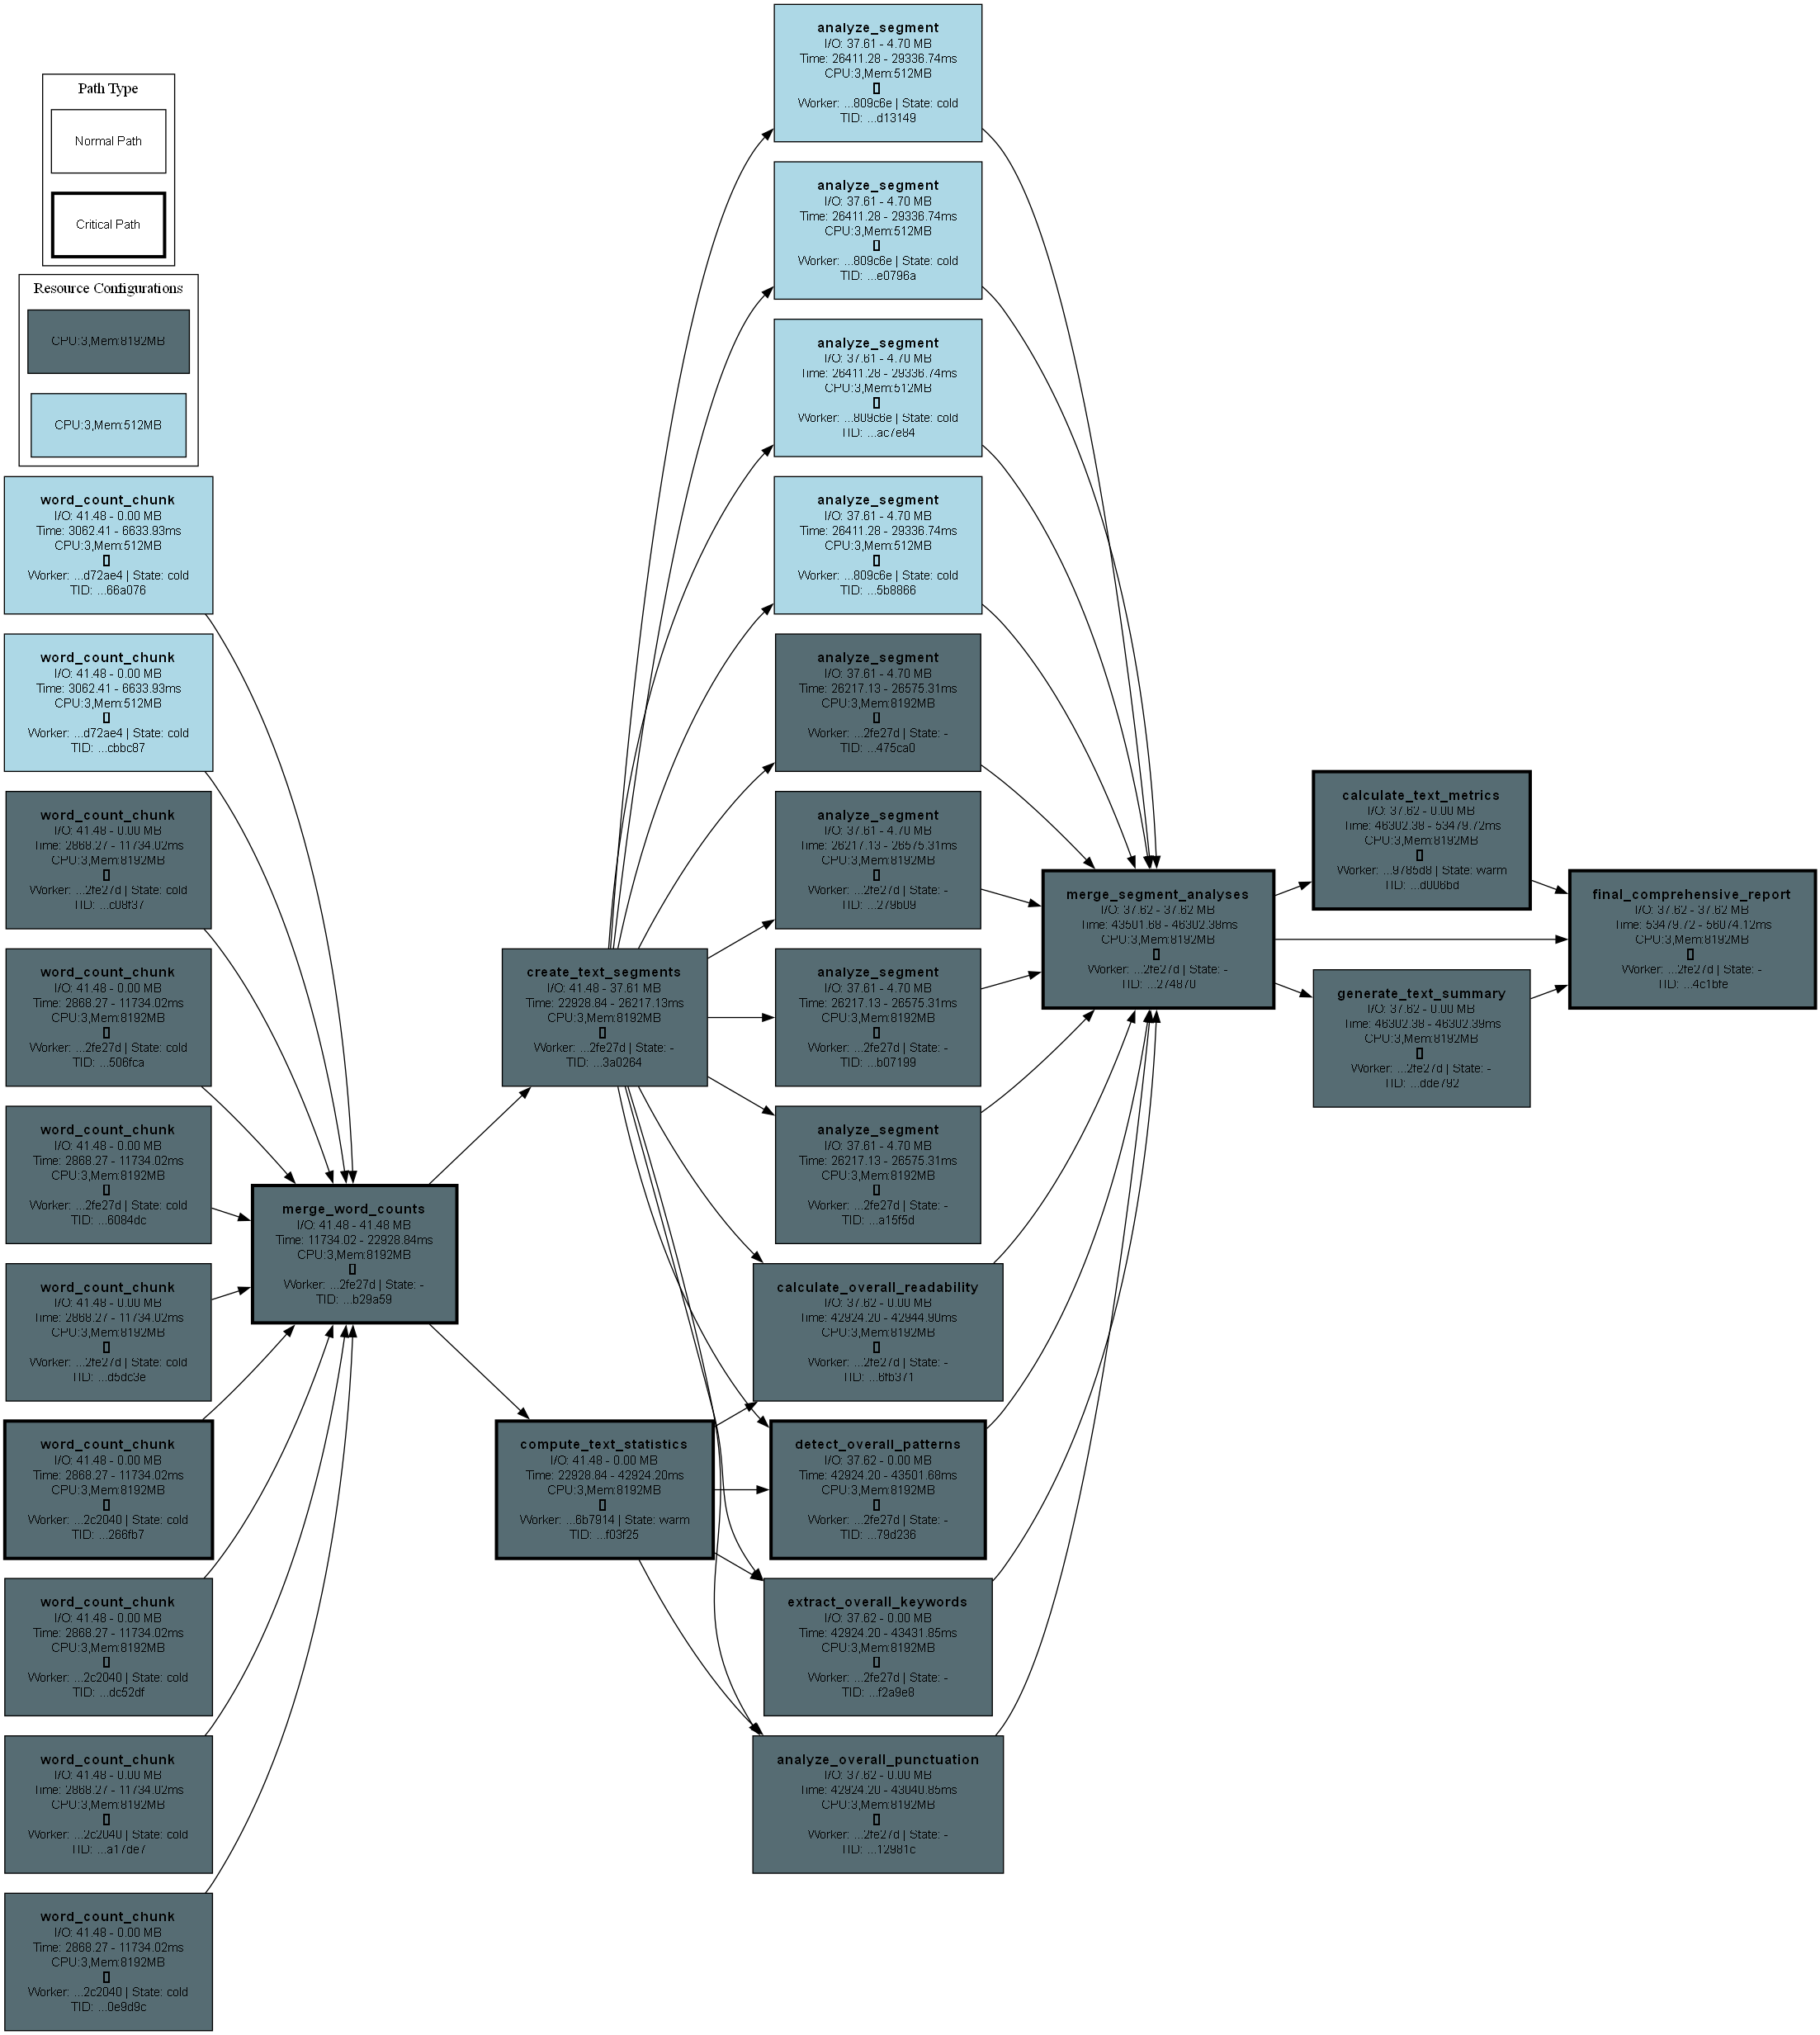 Path Type
Normal Path
Critical Path
Resource Configurations
CPU:3,Mem:8192MB
CPU:3,Mem:512MB
word_count_chunk
I/O: 41.48 - 0.00 MB
Time: 3062.41 - 6633.93ms
CPU:3,Mem:512MB
Worker: ...d72ae4 | State: cold
TID: ...66a076
word_count_chunk
I/O: 41.48 - 0.00 MB
Time: 3062.41 - 6633.93ms
CPU:3,Mem:512MB
Worker: ...d72ae4 | State: cold
TID: ...cbbc87
word_count_chunk
I/O: 41.48 - 0.00 MB
Time: 2868.27 - 11734.02ms
CPU:3,Mem:8192MB
Worker: ...2fe27d | State: cold
TID: ...c08f37
word_count_chunk
I/O: 41.48 - 0.00 MB
Time: 2868.27 - 11734.02ms
CPU:3,Mem:8192MB
Worker: ...2fe27d | State: cold
TID: ...506fca
word_count_chunk
I/O: 41.48 - 0.00 MB
Time: 2868.27 - 11734.02ms
CPU:3,Mem:8192MB
Worker: ...2fe27d | State: cold
TID: ...6084dc
word_count_chunk
I/O: 41.48 - 0.00 MB
Time: 2868.27 - 11734.02ms
CPU:3,Mem:8192MB
Worker: ...2fe27d | State: cold
TID: ...d5dc3e
word_count_chunk
I/O: 41.48 - 0.00 MB
Time: 2868.27 - 11734.02ms
CPU:3,Mem:8192MB
Worker: ...2c2040 | State: cold
TID: ...266fb7
word_count_chunk
I/O: 41.48 - 0.00 MB
Time: 2868.27 - 11734.02ms
CPU:3,Mem:8192MB
Worker: ...2c2040 | State: cold
TID: ...dc52df
word_count_chunk
I/O: 41.48 - 0.00 MB
Time: 2868.27 - 11734.02ms
CPU:3,Mem:8192MB
Worker: ...2c2040 | State: cold
TID: ...a17de7
word_count_chunk
I/O: 41.48 - 0.00 MB
Time: 2868.27 - 11734.02ms
CPU:3,Mem:8192MB
Worker: ...2c2040 | State: cold
TID: ...0e9d9c
merge_word_counts
I/O: 41.48 - 41.48 MB
Time: 11734.02 - 22928.84ms
CPU:3,Mem:8192MB
Worker: ...2fe27d | State: -
TID: ...b29a59
create_text_segments
I/O: 41.48 - 37.61 MB
Time: 22928.84 - 26217.13ms
CPU:3,Mem:8192MB
Worker: ...2fe27d | State: -
TID: ...3a0264
compute_text_statistics
I/O: 41.48 - 0.00 MB
Time: 22928.84 - 42924.20ms
CPU:3,Mem:8192MB
Worker: ...6b7914 | State: warm
TID: ...f03f25
analyze_segment
I/O: 37.61 - 4.70 MB
Time: 26411.28 - 29336.74ms
CPU:3,Mem:512MB
Worker: ...809c6e | State: cold
TID: ...d13149
analyze_segment
I/O: 37.61 - 4.70 MB
Time: 26411.28 - 29336.74ms
CPU:3,Mem:512MB
Worker: ...809c6e | State: cold
TID: ...e0796a
analyze_segment
I/O: 37.61 - 4.70 MB
Time: 26411.28 - 29336.74ms
CPU:3,Mem:512MB
Worker: ...809c6e | State: cold
TID: ...ac7e84
analyze_segment
I/O: 37.61 - 4.70 MB
Time: 26411.28 - 29336.74ms
CPU:3,Mem:512MB
Worker: ...809c6e | State: cold
TID: ...5b8866
analyze_segment
I/O: 37.61 - 4.70 MB
Time: 26217.13 - 26575.31ms
CPU:3,Mem:8192MB
Worker: ...2fe27d | State: -
TID: ...475ca0
analyze_segment
I/O: 37.61 - 4.70 MB
Time: 26217.13 - 26575.31ms
CPU:3,Mem:8192MB
Worker: ...2fe27d | State: -
TID: ...279b09
analyze_segment
I/O: 37.61 - 4.70 MB
Time: 26217.13 - 26575.31ms
CPU:3,Mem:8192MB
Worker: ...2fe27d | State: -
TID: ...b07199
analyze_segment
I/O: 37.61 - 4.70 MB
Time: 26217.13 - 26575.31ms
CPU:3,Mem:8192MB
Worker: ...2fe27d | State: -
TID: ...a15f5d
calculate_overall_readability
I/O: 37.62 - 0.00 MB
Time: 42924.20 - 42944.90ms
CPU:3,Mem:8192MB
Worker: ...2fe27d | State: -
TID: ...6fb371
detect_overall_patterns
I/O: 37.62 - 0.00 MB
Time: 42924.20 - 43501.68ms
CPU:3,Mem:8192MB
Worker: ...2fe27d | State: -
TID: ...79d236
extract_overall_keywords
I/O: 37.62 - 0.00 MB
Time: 42924.20 - 43431.85ms
CPU:3,Mem:8192MB
Worker: ...2fe27d | State: -
TID: ...f2a9e8
analyze_overall_punctuation
I/O: 37.62 - 0.00 MB
Time: 42924.20 - 43040.85ms
CPU:3,Mem:8192MB
Worker: ...2fe27d | State: -
TID: ...12981c
merge_segment_analyses
I/O: 37.62 - 37.62 MB
Time: 43501.68 - 46302.38ms
CPU:3,Mem:8192MB
Worker: ...2fe27d | State: -
TID: ...274870
calculate_text_metrics
I/O: 37.62 - 0.00 MB
Time: 46302.38 - 53479.72ms
CPU:3,Mem:8192MB
Worker: ...9785d8 | State: warm
TID: ...d006bd
generate_text_summary
I/O: 37.62 - 0.00 MB
Time: 46302.38 - 46302.39ms
CPU:3,Mem:8192MB
Worker: ...2fe27d | State: -
TID: ...dde792
final_comprehensive_report
I/O: 37.62 - 37.62 MB
Time: 53479.72 - 56074.12ms
CPU:3,Mem:8192MB
Worker: ...2fe27d | State: -
TID: ...4c1bfe